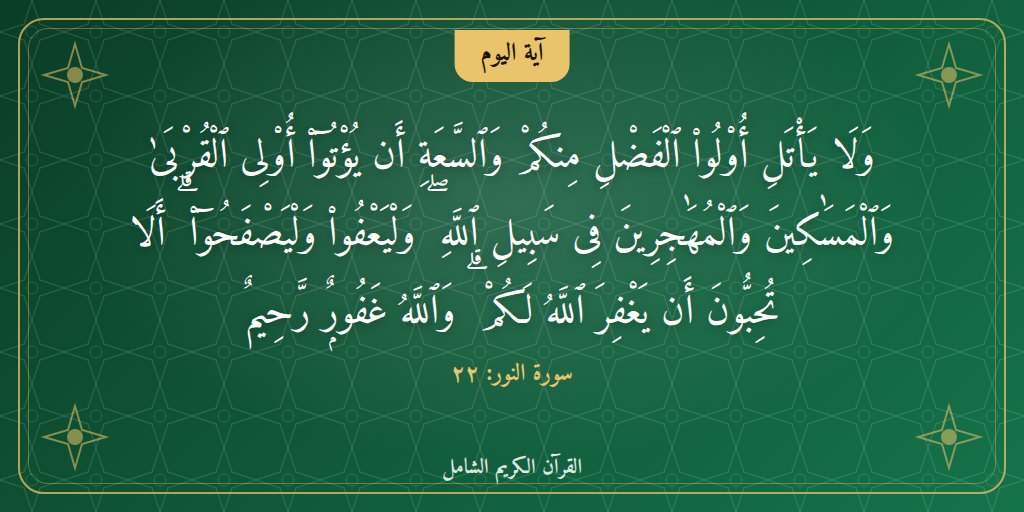 آية اليوم
وَلَا يَأْتَلِ أُوْلُوا۟ ٱلْفَضْلِ مِنكُمْ وَٱلسَّعَةِ أَن يُؤْتُوٓا۟ أُوْلِى ٱلْقُرْبَىٰ
وَٱلْمَسَٰكِينَ وَٱلْمُهَٰجِرِينَ فِى سَبِيلِ ٱللَّهِ ۖ وَلْيَعْفُوا۟ وَلْيَصْفَحُوٓا۟ ۗ أَلَا
تُحِبُّونَ أَن يَغْفِرَ ٱللَّهُ لَكُمْ ۗ وَٱللَّهُ غَفُورٌۭ رَّحِيمٌ
سورة النور: ٢٢
القرآن الكريم الشامل